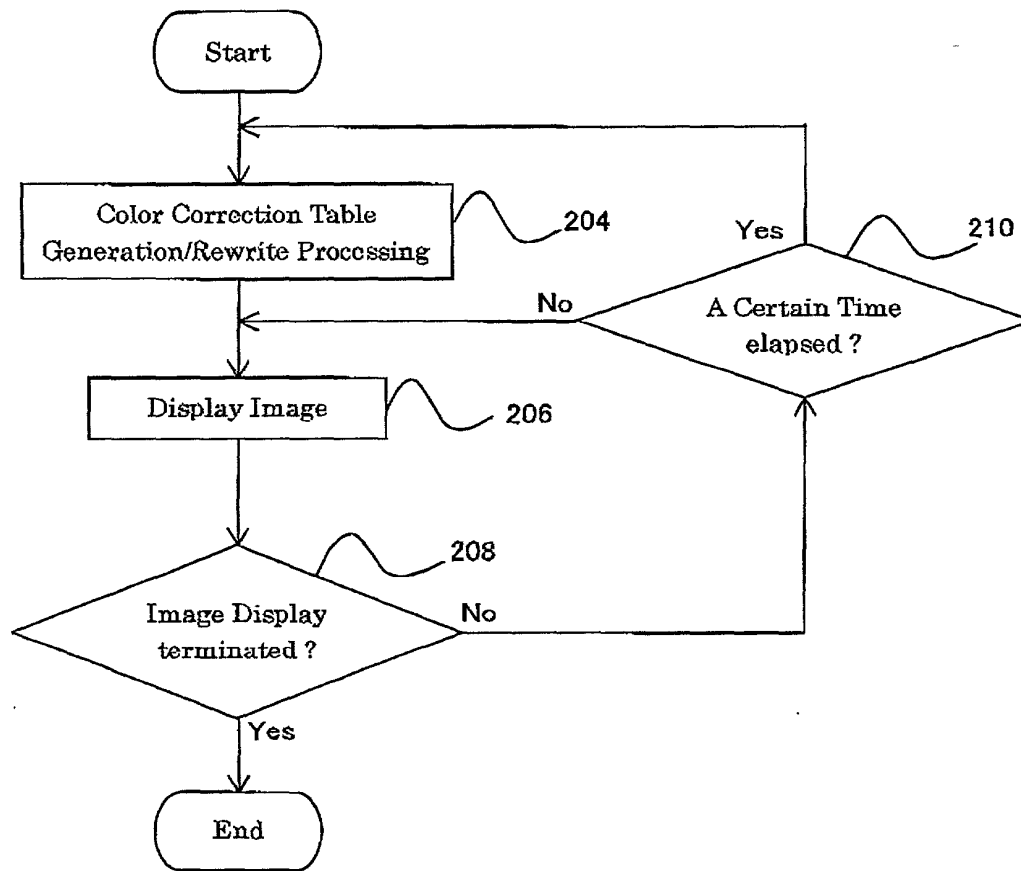 Start
Color Correction Table
Generation/Rewrite Processing
204
Yes
210
No
A Certain Time
elapsed ?
Display Image
206
208
Image Display
terminated ?
No
Yes
End